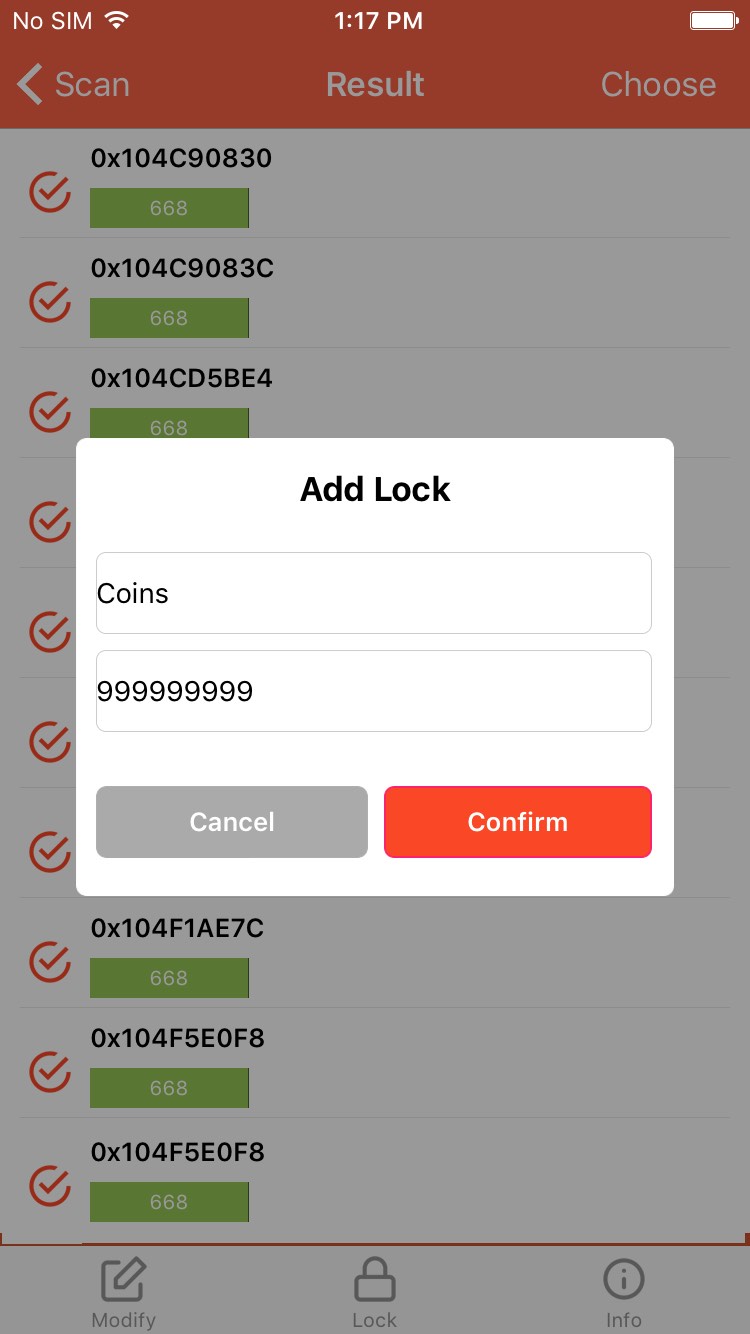 No SIM 1:17 PM
Scan Result Choose
0x104C90830
668
0x104C9083C
668
0x104CD5BE4
668
Add Lock
Coins
999999999
Cancel Confirm
0x104F1AE7C
668
0x104F5E0F8
668
0x104F5E0F8
668
Modify Lock Info